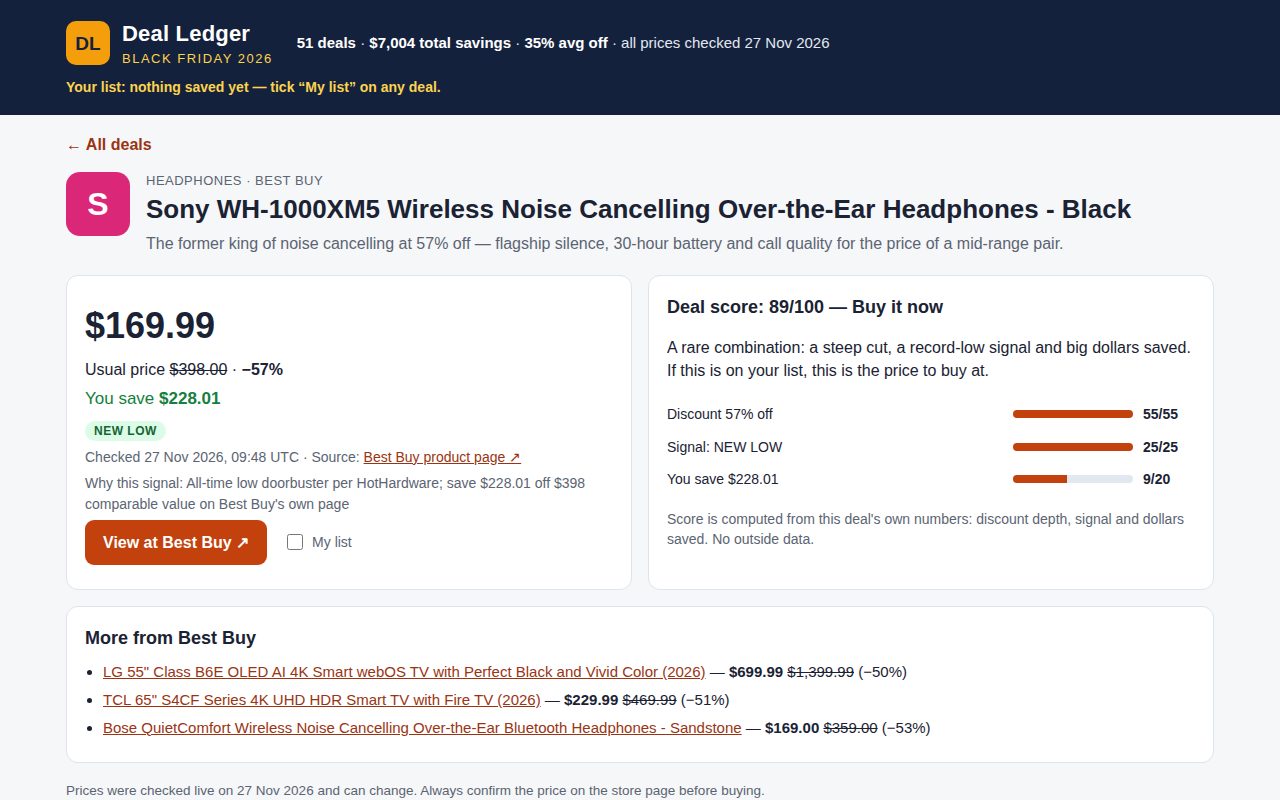 DL
Deal Ledger
BLACK FRIDAY 2026
51 deals · $7,004 total savings · 35% avg off · all prices checked 27 Nov 2026
Your list: nothing saved yet — tick “My list” on any deal.
← All deals
S
HEADPHONES · BEST BUY
Sony WH-1000XM5 Wireless Noise Cancelling Over-the-Ear Headphones - Black
The former king of noise cancelling at 57% off — flagship silence, 30-hour battery and call quality for the price of a mid-range pair.
$169.99
Usual price $398.00 · −57%
You save $228.01
NEW LOW
Checked 27 Nov 2026, 09:48 UTC · Source: Best Buy product page ↗
Why this signal: All-time low doorbuster per HotHardware; save $228.01 off $398
comparable value on Best Buy's own page
View at Best Buy ↗
My list
Deal score: 89/100 — Buy it now
A rare combination: a steep cut, a record-low signal and big dollars saved.
If this is on your list, this is the price to buy at.
Discount 57% off 55/55
Signal: NEW LOW 25/25
You save $228.01 9/20
Score is computed from this deal's own numbers: discount depth, signal and dollars
saved. No outside data.
More from Best Buy
• LG 55" Class B6E OLED AI 4K Smart webOS TV with Perfect Black and Vivid Color (2026) — $699.99 $1,399.99 (−50%)
• TCL 65" S4CF Series 4K UHD HDR Smart TV with Fire TV (2026) — $229.99 $469.99 (−51%)
• Bose QuietComfort Wireless Noise Cancelling Over-the-Ear Bluetooth Headphones - Sandstone — $169.00 $359.00 (−53%)
Prices were checked live on 27 Nov 2026 and can change. Always confirm the price on the store page before buying.